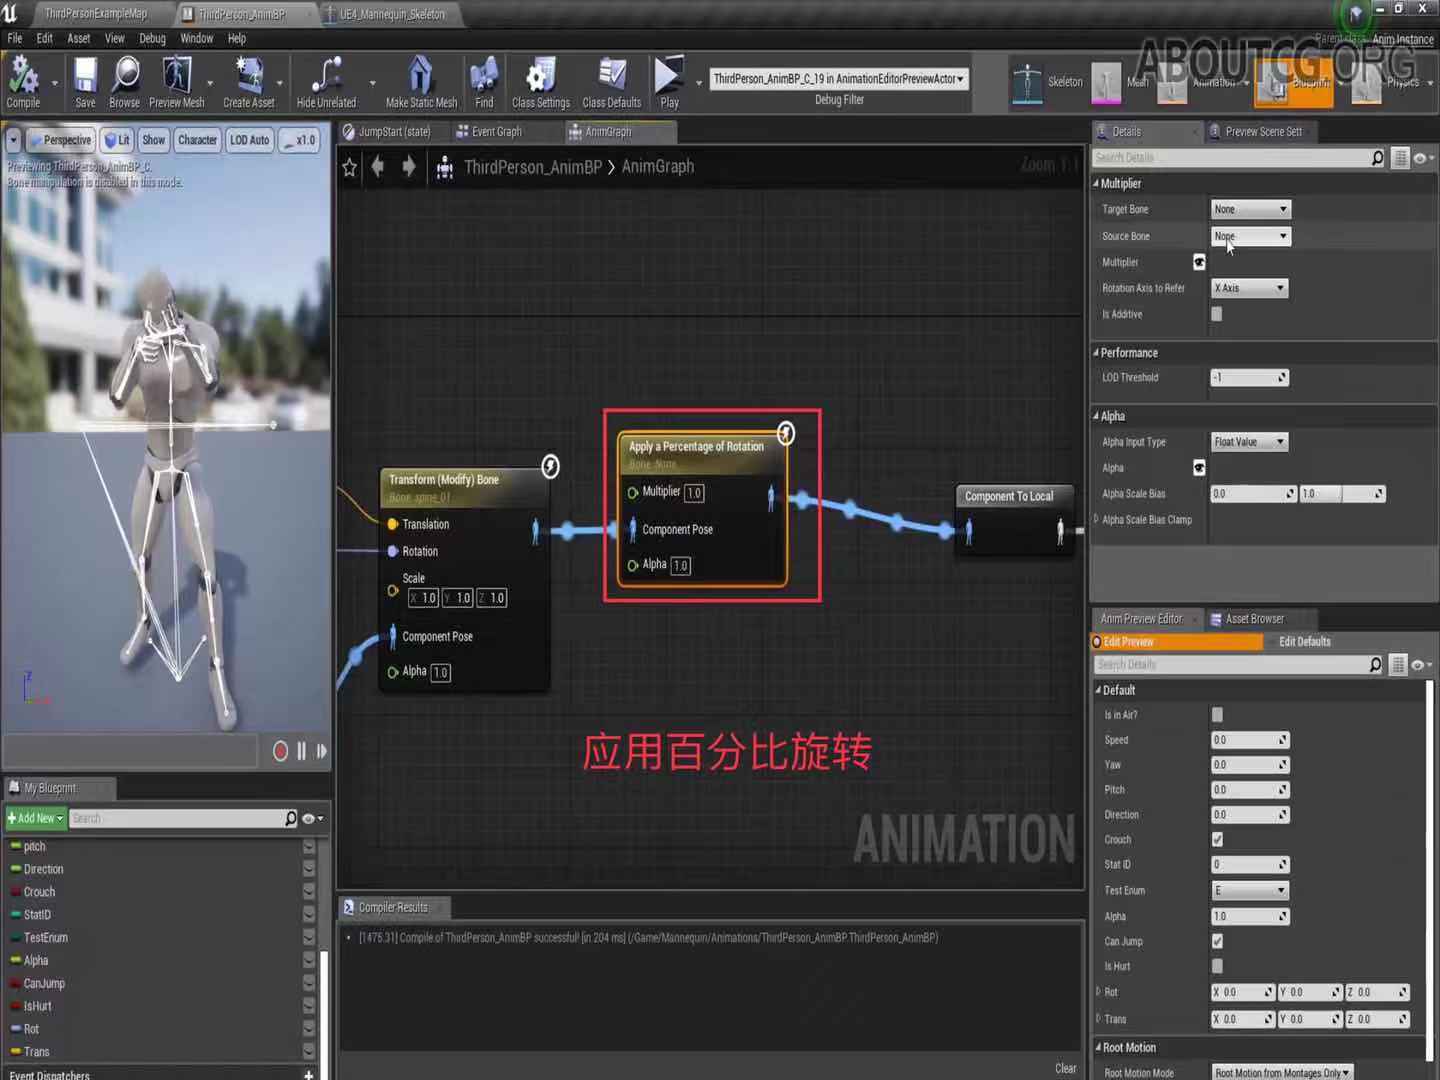 ThirdPersonExampleMap
ThirdPerson_AnimBP
UE4_Mannequin_Skeleton
File Edit Asset View Debug Window Help
Parent class: Anim Instance
ABOUTCG.ORG
Compile
Save
Browse
Preview Mesh
Create Asset
Hide Unrelated
Make Static Mesh
Find
Class Settings
Class Defaults
Play
ThirdPerson_AnimBP_C_19 in AnimationEditorPreviewActor
Debug Filter
Skeleton
Mesh
Animation
Blueprint
Physics
Perspective
Lit
Show
Character
LOD Auto
x1.0
Previewing ThirdPerson_AnimBP_C.
Bone manipulation is disabled in this mode.
Z
JumpStart (state)
Event Graph
AnimGraph
ThirdPerson_AnimBP > AnimGraph
Zoom 1:1
Transform (Modify) Bone
Bone: spine_01
Translation
Rotation
Scale
X 1.0 Y 1.0 Z 1.0
Component Pose
Alpha 1.0
Apply a Percentage of Rotation
Bone: None
Multiplier 1.0
Component Pose
Alpha 1.0
Component To Local
应用百分比旋转
ANIMATION
Details
Preview Scene Sett
Search Details
Multiplier
Target Bone None
Source Bone None
Multiplier
Rotation Axis to Refer X Axis
Is Additive
Performance
LOD Threshold -1
Alpha
Alpha Input Type Float Value
Alpha
Alpha Scale Bias 0.0 1.0
Alpha Scale Bias Clamp
Anim Preview Editor
Asset Browser
Edit Preview
Edit Defaults
Search Details
Default
Is in Air?
Speed 0.0
Yaw 0.0
Pitch 0.0
Direction 0.0
Crouch
Stat ID 0
Test Enum E
Alpha 1.0
Can Jump
Is Hurt
Rot X 0.0 Y 0.0 Z 0.0
Trans X 0.0 Y 0.0 Z 0.0
Root Motion
Root Motion Mode Root Motion from Montages Only
My Blueprint
+Add New
Search
pitch
Direction
Crouch
StatID
TestEnum
Alpha
CanJump
IsHurt
Rot
Trans
Event Dispatchers
Compiler Results
[1475.31] Compile of ThirdPerson_AnimBP successful! [in 204 ms] (/Game/Mannequin/Animations/ThirdPerson_AnimBP.ThirdPerson_AnimBP)
Clear